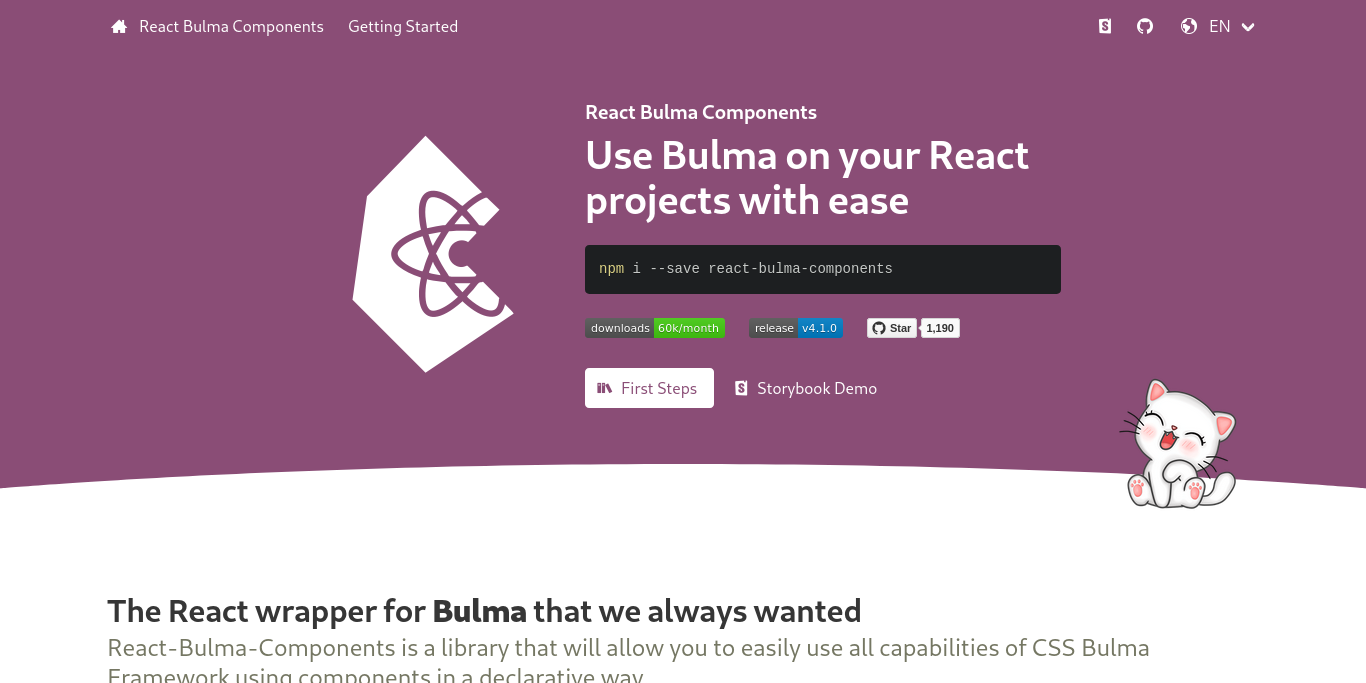 React Bulma Components Getting Started EN
React Bulma Components
Use Bulma on your React
projects with ease
npm i --save react-bulma-components
downloads 60k/month release v4.1.0 Star 1,190
First Steps Storybook Demo
The React wrapper for Bulma that we always wanted
React-Bulma-Components is a library that will allow you to easily use all capabilities of CSS Bulma
Framework using components in a declarative way